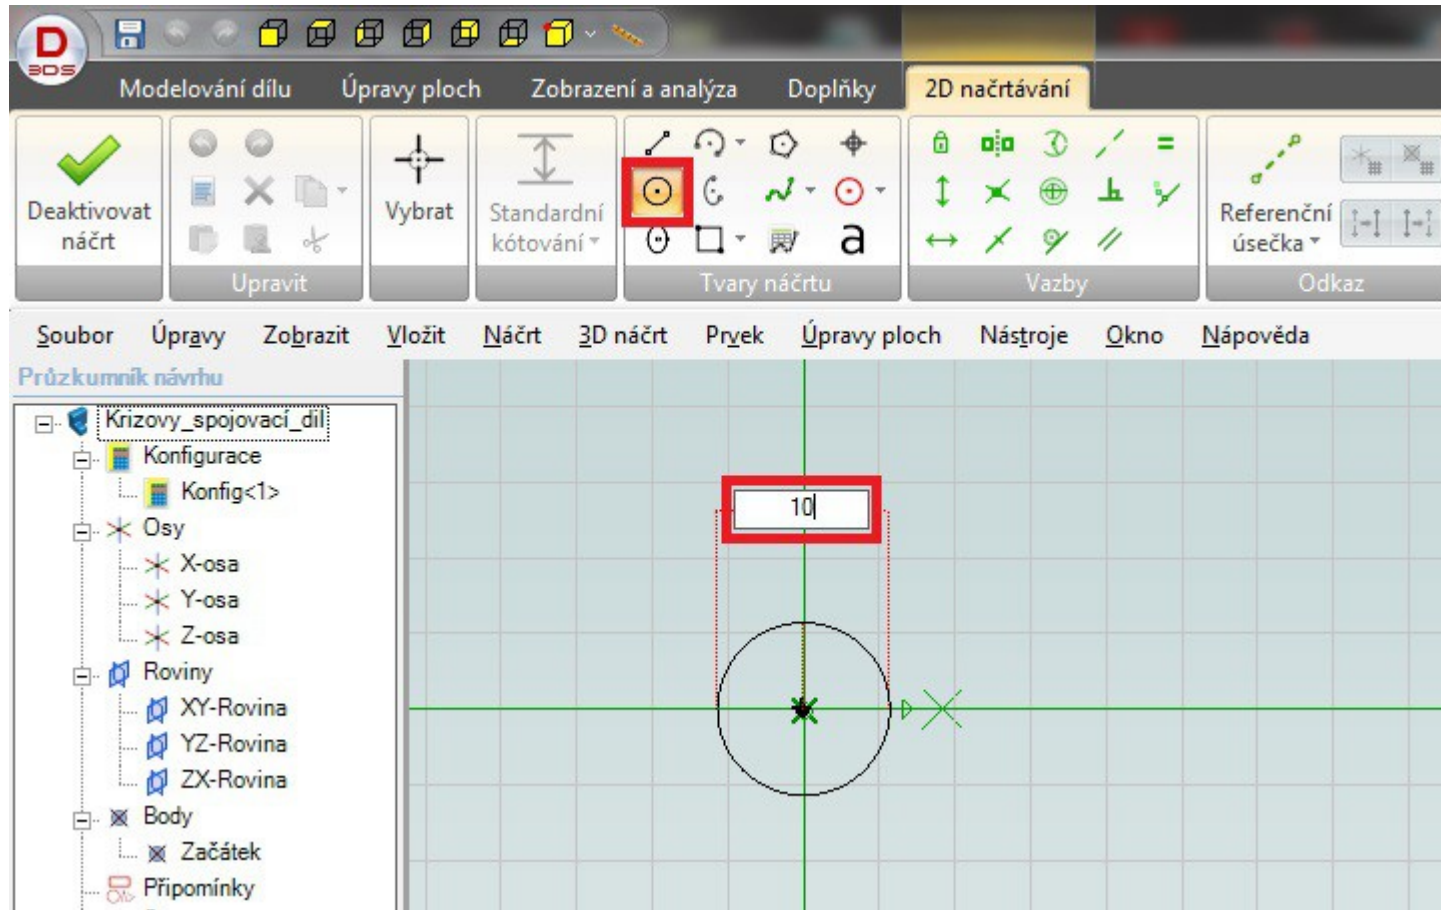 D
3DS
Modelování dílu Úpravy ploch Zobrazení a analýza Doplňky 2D načrtávání
Deaktivovat
náčrt
Upravit
Vybrat
Standardní
kótování
a
Tvary náčrtu
Vazby
Referenční
úsečka
Odkaz
Soubor Úpravy Zobrazit Vložit Náčrt 3D náčrt Prvek Úpravy ploch Nástroje Okno Nápověda
Průzkumník návrhu
Krizovy_spojovací_dil
Konfigurace
Konfig<1>
Osy
X-osa
Y-osa
Z-osa
Roviny
XY-Rovina
YZ-Rovina
ZX-Rovina
Body
Začátek
Připomínky
10